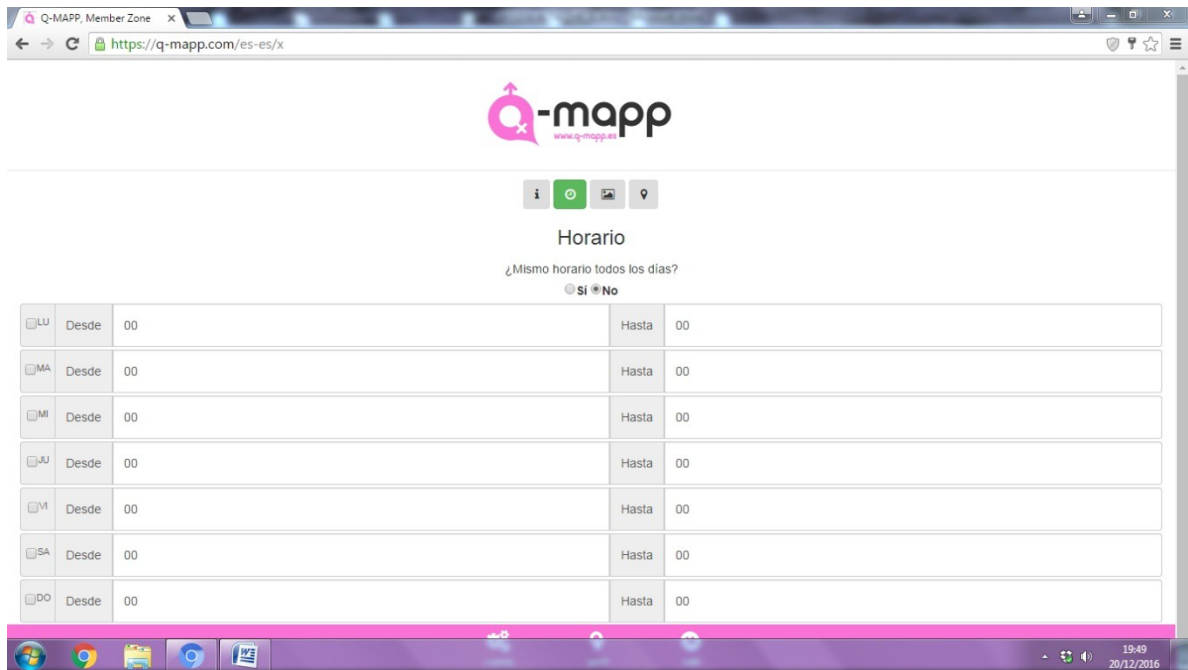 Q-MAPP, Member Zone
https://q-mapp.com/es-es/x
Q-mapp
www.q-mapp.es
Horario
¿Mismo horario todos los días?
Sí No
LU Desde 00 Hasta 00
MA Desde 00 Hasta 00
MI Desde 00 Hasta 00
JU Desde 00 Hasta 00
VI Desde 00 Hasta 00
SA Desde 00 Hasta 00
DO Desde 00 Hasta 00
19:49
20/12/2016